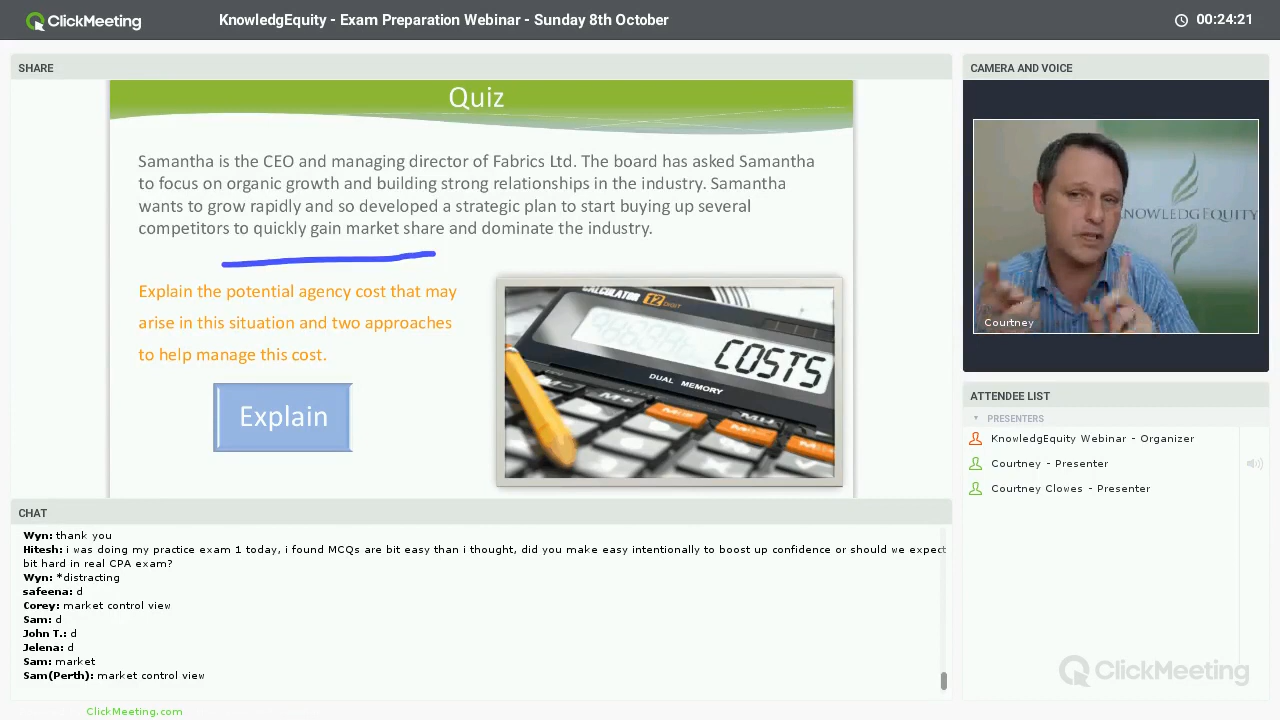 ClickMeeting
KnowledgEquity - Exam Preparation Webinar - Sunday 8th October
00:24:21
SHARE
Quiz
Samantha is the CEO and managing director of Fabrics Ltd. The board has asked Samantha
to focus on organic growth and building strong relationships in the industry. Samantha
wants to grow rapidly and so developed a strategic plan to start buying up several
competitors to quickly gain market share and dominate the industry.
Explain the potential agency cost that may
arise in this situation and two approaches
to help manage this cost.
Explain
CALCULATOR 12 DIGIT
COSTS
DUAL MEMORY
CAMERA AND VOICE
KNOWLEDGEQUITY
Courtney
ATTENDEE LIST
PRESENTERS
KnowledgEquity Webinar - Organizer
Courtney - Presenter
Courtney Clowes - Presenter
CHAT
Wyn: thank you
Hitesh: i was doing my practice exam 1 today, i found MCQs are bit easy than i thought, did you make easy intentionally to boost up confidence or should we expect
bit hard in real CPA exam?
Wyn: *distracting
safeena: d
Corey: market control view
Sam: d
John T.: d
Jelena: d
Sam: market
Sam(Perth): market control view
ClickMeeting
ClickMeeting.com